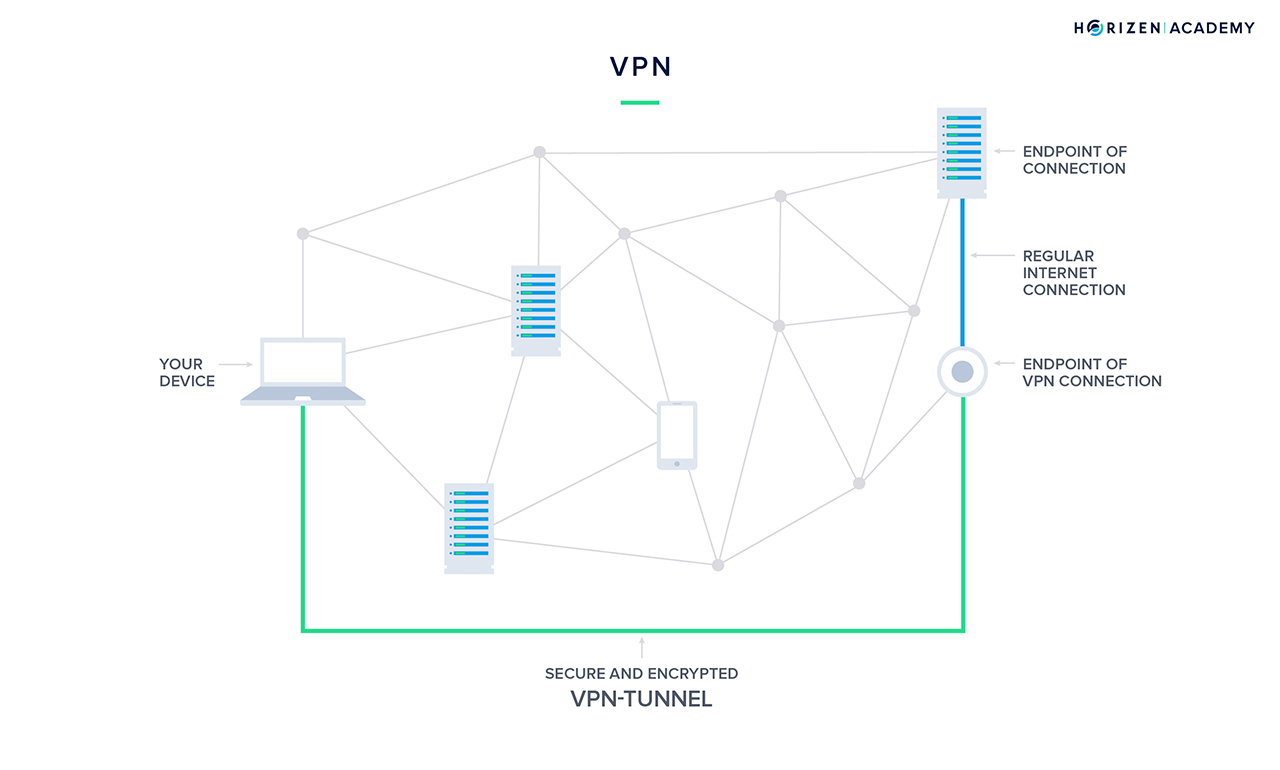 HORIZEN|ACADEMY
VPN
ENDPOINT OF
CONNECTION
REGULAR
INTERNET
CONNECTION
YOUR
DEVICE
ENDPOINT OF
VPN CONNECTION
SECURE AND ENCRYPTED
VPN-TUNNEL